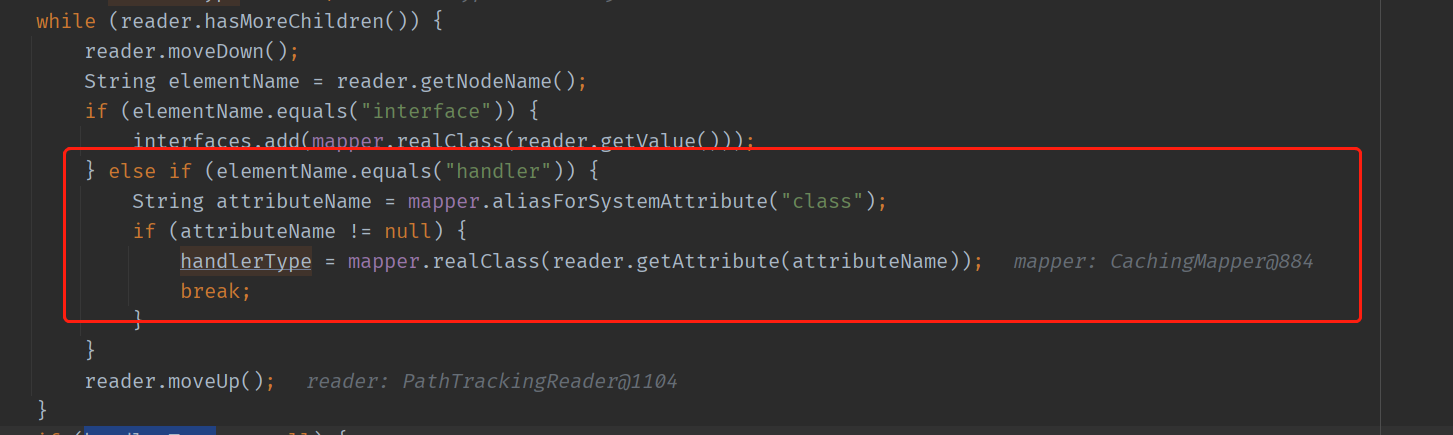 while (reader.hasMoreChildren()) {
reader.moveDown();
String elementName = reader.getNodeName();
if (elementName.equals("interface")) {
interfaces.add(mapper.realClass(reader.getValue()));
} else if (elementName.equals("handler")) {
String attributeName = mapper.aliasForSystemAttribute("class");
if (attributeName != null) {
handlerType = mapper.realClass(reader.getAttribute(attributeName)); mapper: CachingMapper@884
break;
}
}
reader.moveUp(); reader: PathTrackingReader@1104
}